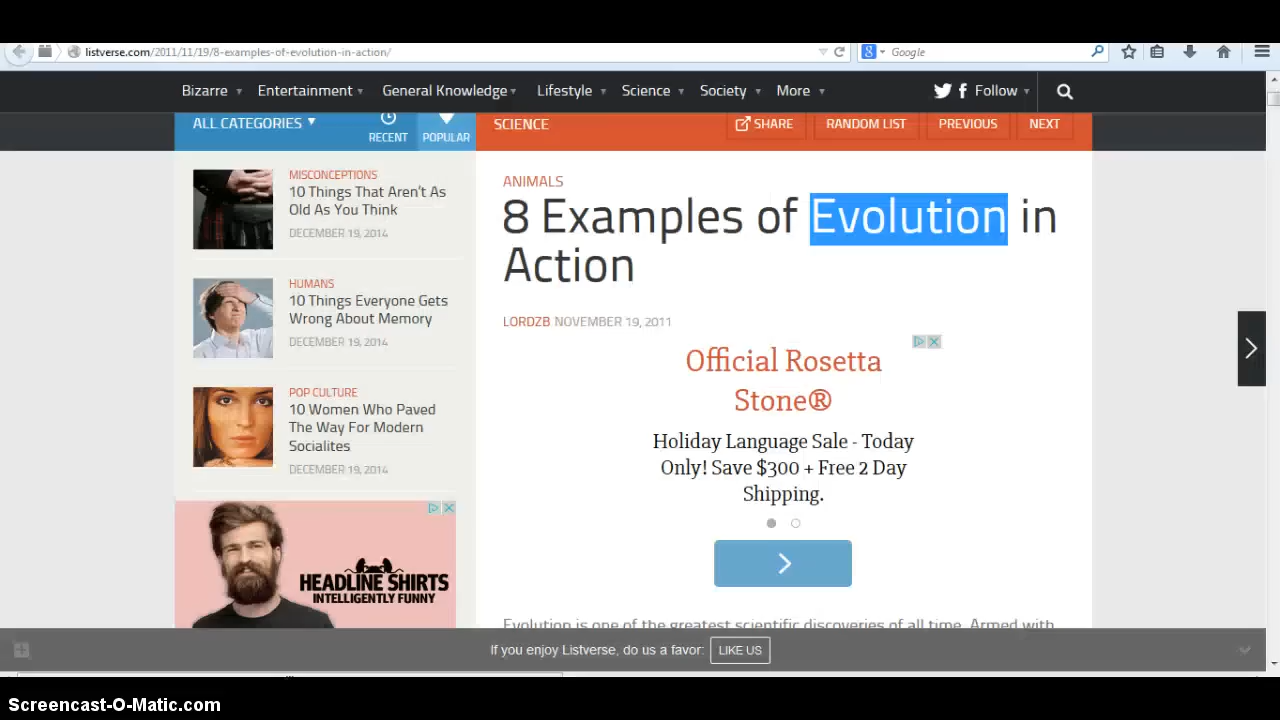 listverse.com/2011/11/19/8-examples-of-evolution-in-action/
Google
Bizarre Entertainment General Knowledge Lifestyle Science Society More Follow
ALL CATEGORIES
RECENT
POPULAR
SCIENCE
SHARE
RANDOM LIST
PREVIOUS
NEXT
MISCONCEPTIONS
10 Things That Aren't As
Old As You Think
DECEMBER 19, 2014
HUMANS
10 Things Everyone Gets
Wrong About Memory
DECEMBER 19, 2014
POP CULTURE
10 Women Who Paved
The Way For Modern
Socialites
DECEMBER 19, 2014
HEADLINE SHIRTS
INTELLIGENTLY FUNNY
ANIMALS
8 Examples of Evolution in
Action
LORDZB NOVEMBER 19, 2011
Official Rosetta
Stone®
Holiday Language Sale - Today
Only! Save $300 + Free 2 Day
Shipping.
Evolution is one of the greatest scientific discoveries of all time. Armed with
If you enjoy Listverse, do us a favor: LIKE US
Screencast-O-Matic.com